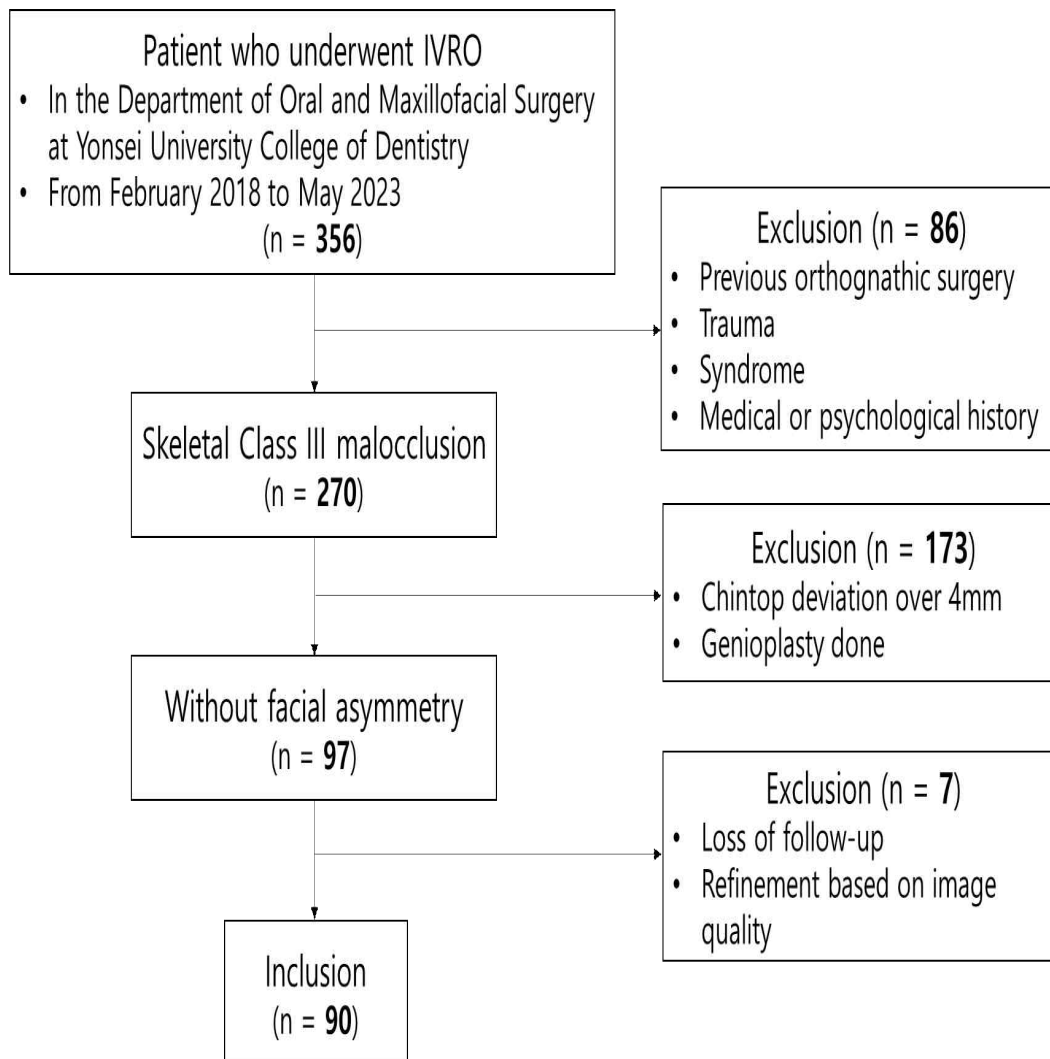 Patient who underwent IVRO
• In the Department of Oral and Maxillofacial Surgery
at Yonsei University College of Dentistry
• From February 2018 to May 2023
(n = 356)
Exclusion (n = 86)
• Previous orthognathic surgery
• Trauma
• Syndrome
• Medical or psychological history
Skeletal Class III malocclusion
(n = 270)
Exclusion (n = 173)
• Chintop deviation over 4mm
• Genioplasty done
Without facial asymmetry
(n = 97)
Exclusion (n = 7)
• Loss of follow-up
• Refinement based on image
quality
Inclusion
(n = 90)